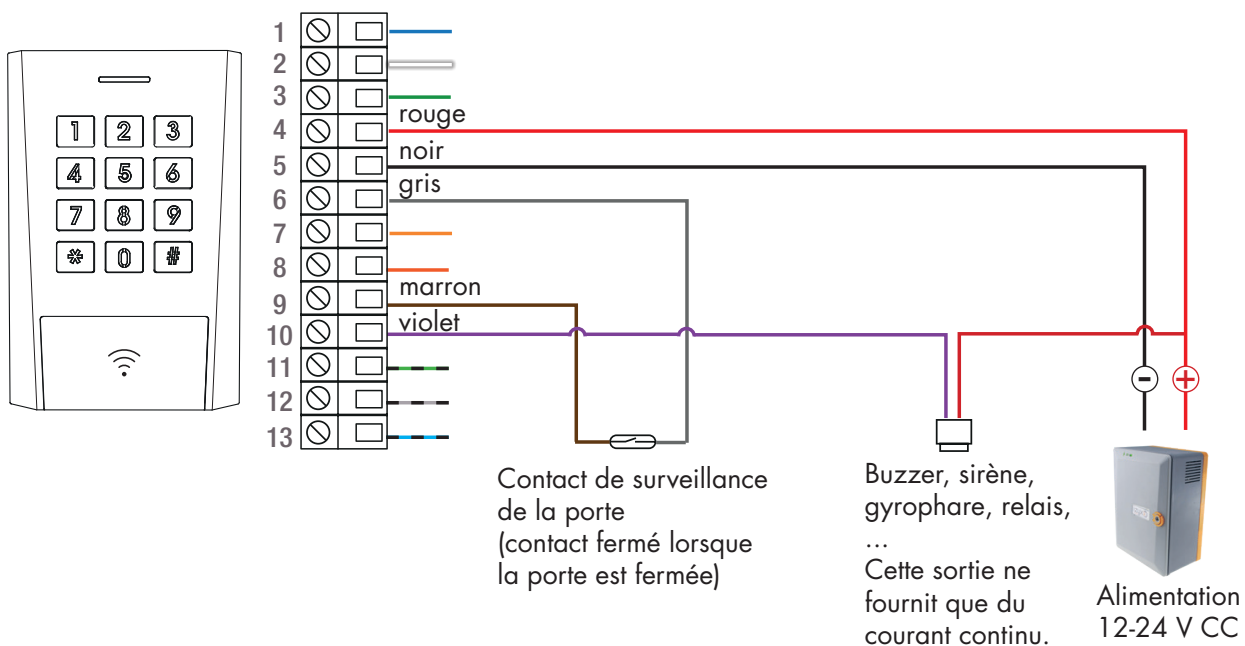 1
2
3
4
5
6
7
8
9
10
11
12
13
1 2 3
4 5 6
7 8 9
* 0 #
rouge
noir
gris
marron
violet
- +
Contact de surveillance
de la porte
(contact fermé lorsque
la porte est fermée)
Buzzer, sirène,
gyrophare, relais,
...
Cette sortie ne
fournit que du
courant continu.
Alimentation
12-24 V CC